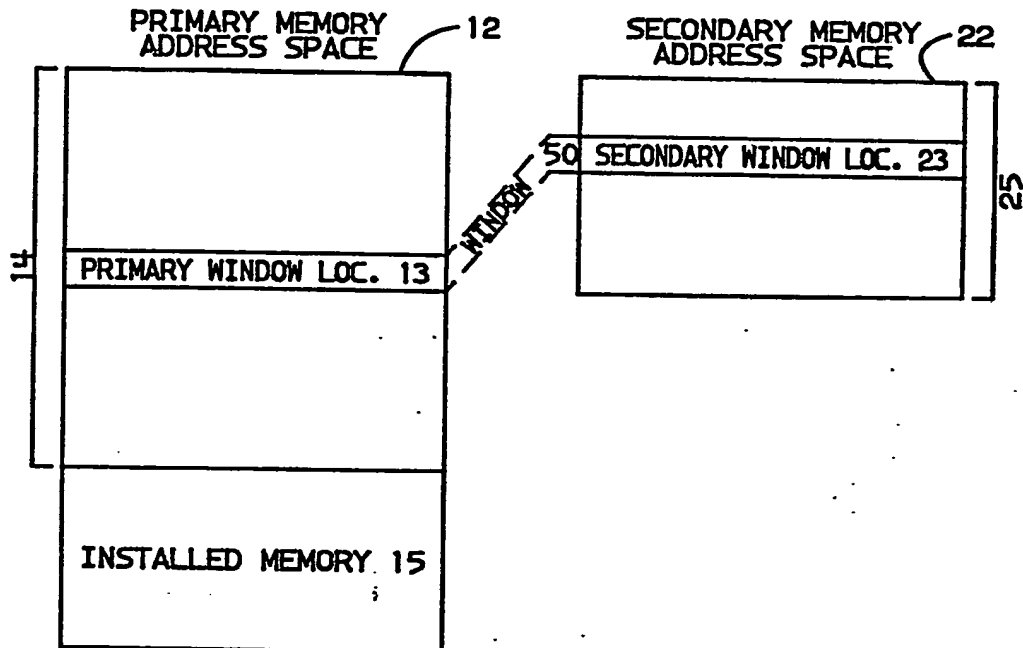 PRIMARY MEMORY
ADDRESS SPACE
12
14
PRIMARY WINDOW LOC. 13
INSTALLED MEMORY 15
WINDOW
50
SECONDARY MEMORY
ADDRESS SPACE
22
SECONDARY WINDOW LOC. 23
25